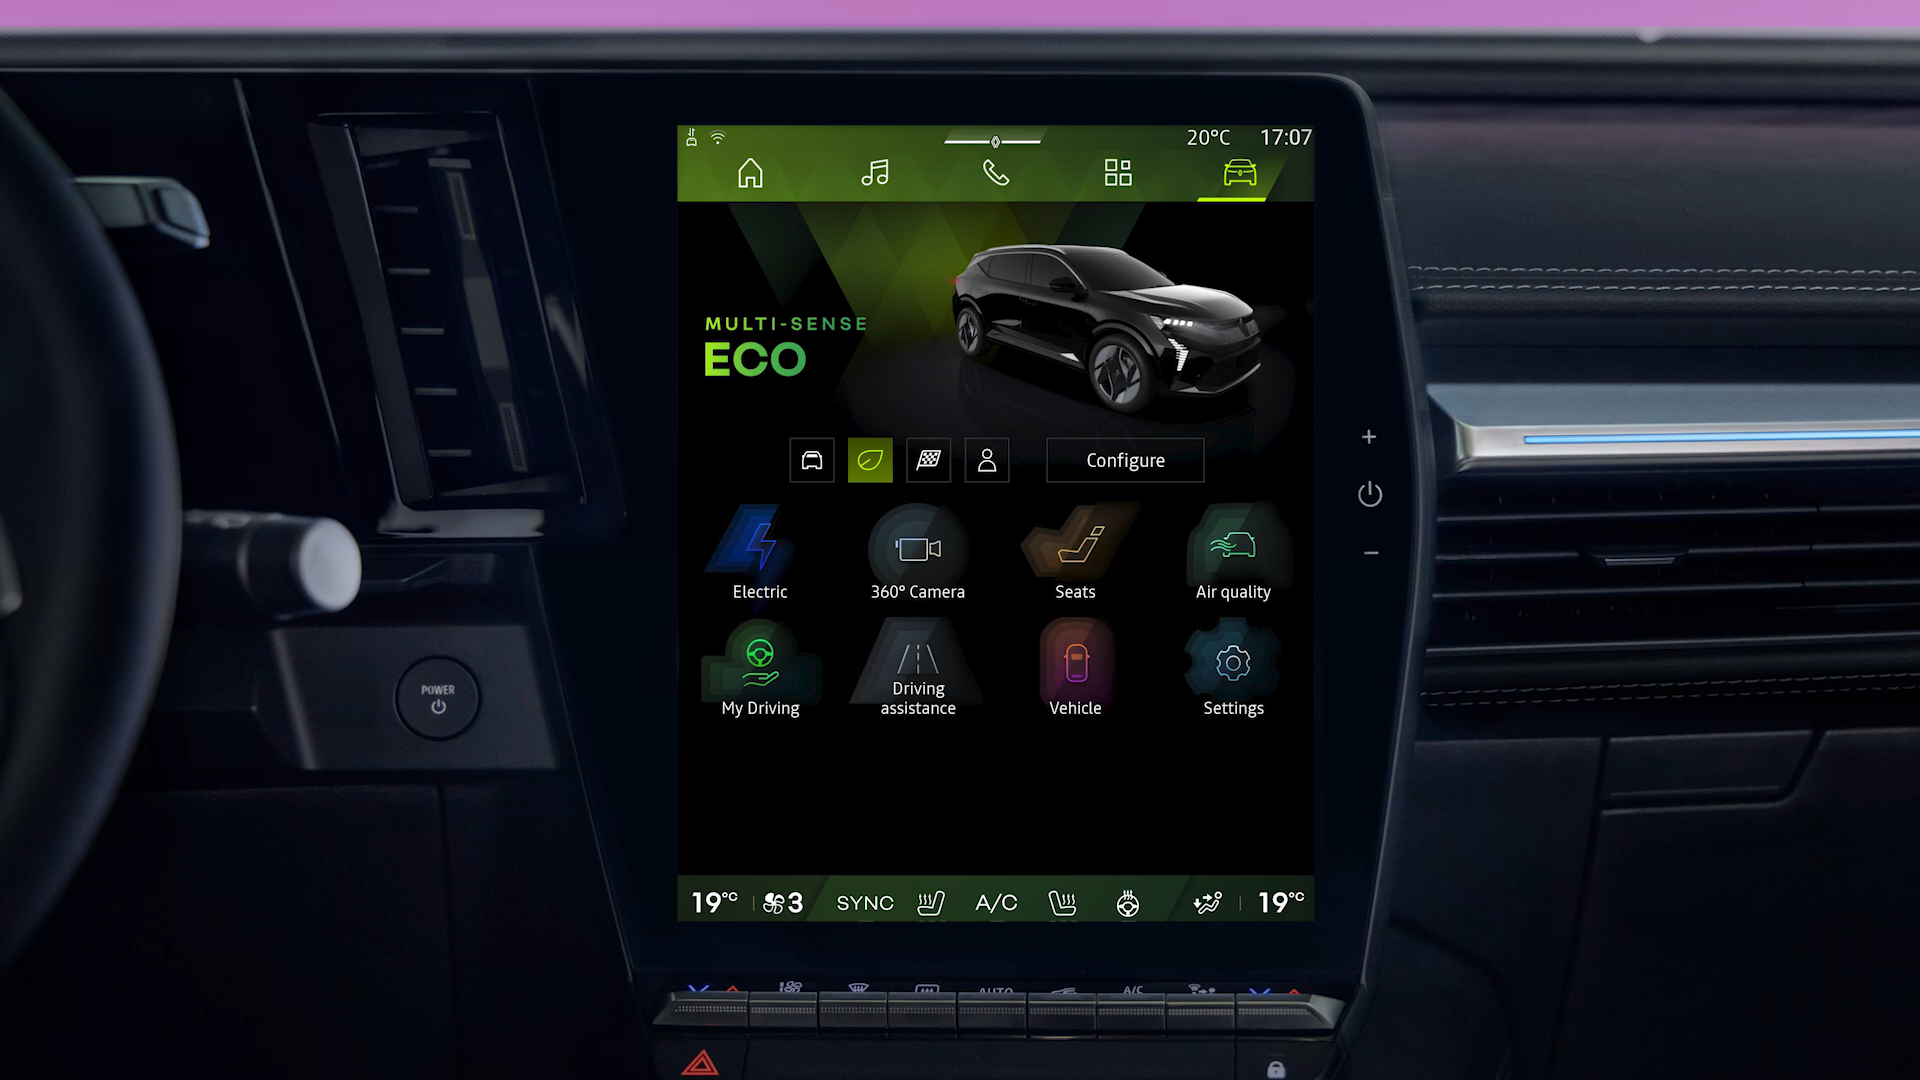 20°C 17:07
MULTI-SENSE
ECO
Configure
Electric
360° Camera
Seats
Air quality
My Driving
Driving
assistance
Vehicle
Settings
19°C 3 SYNC A/C 19°C
POWER
AUTO
A/C